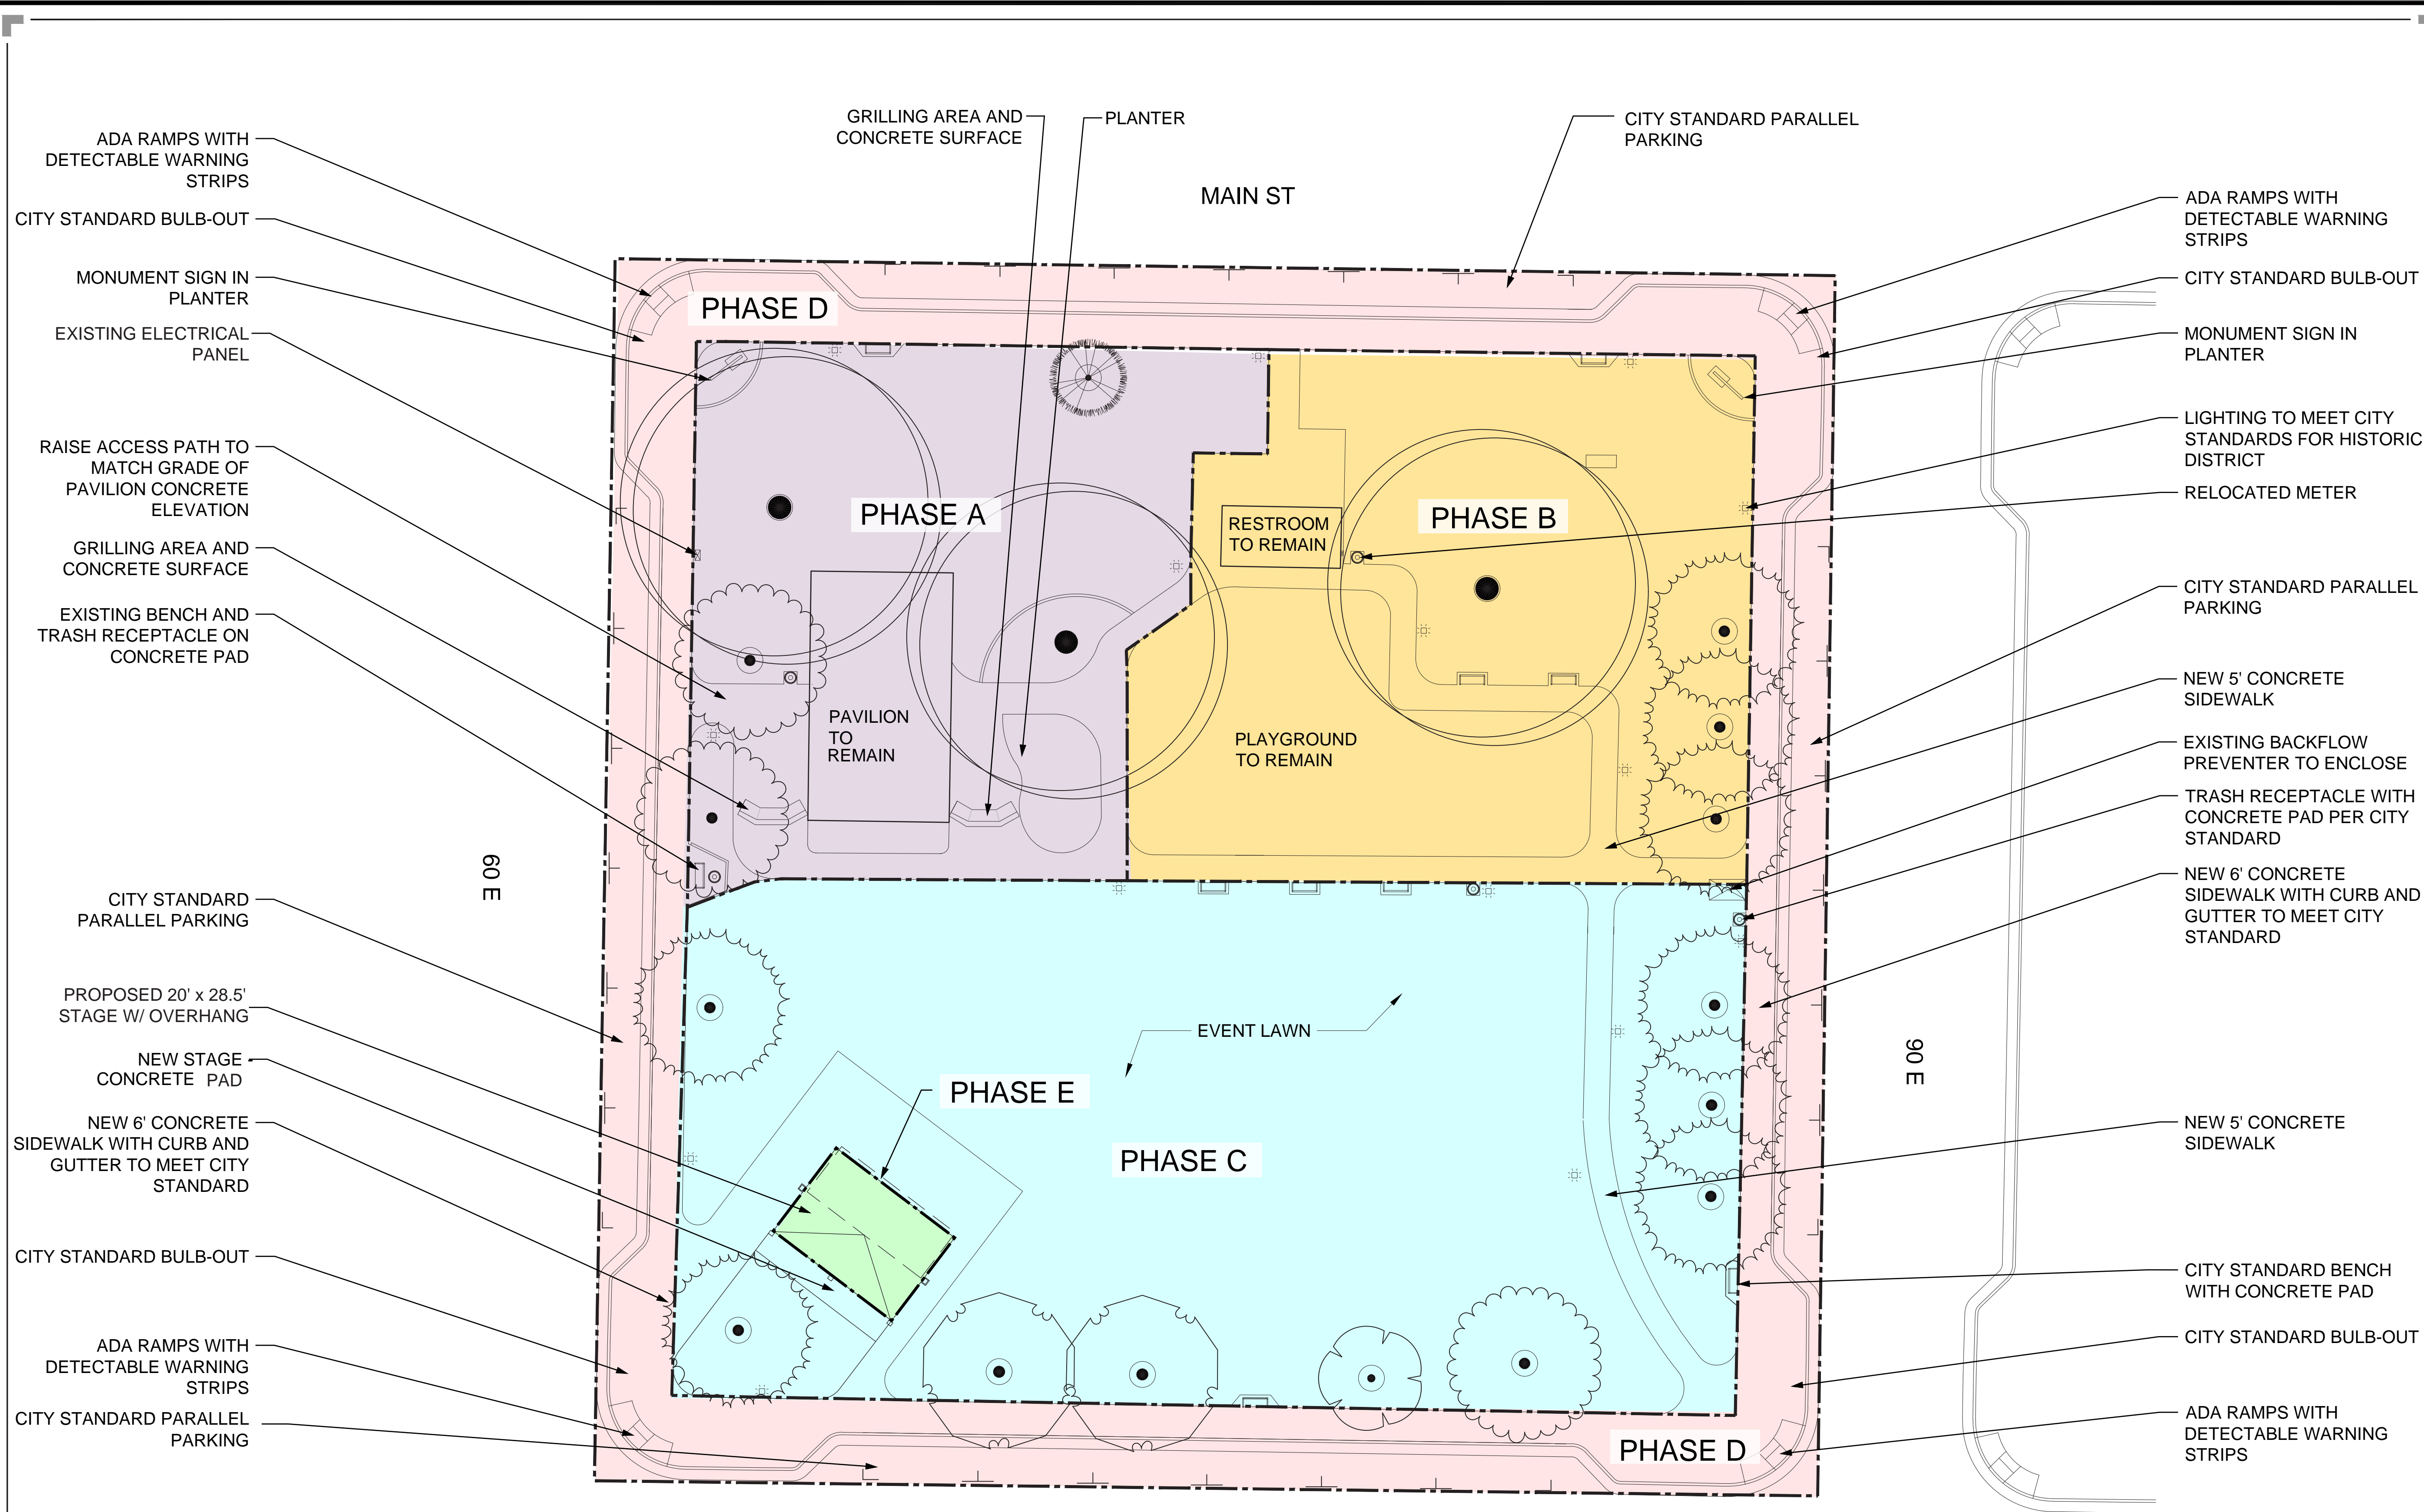 GRILLING AREA AND
CONCRETE SURFACE
PLANTER
CITY STANDARD PARALLEL
PARKING
MAIN ST
ADA RAMPS WITH
DETECTABLE WARNING
STRIPS
CITY STANDARD BULB-OUT
MONUMENT SIGN IN
PLANTER
EXISTING ELECTRICAL
PANEL
RAISE ACCESS PATH TO
MATCH GRADE OF
PAVILION CONCRETE
ELEVATION
GRILLING AREA AND
CONCRETE SURFACE
EXISTING BENCH AND
TRASH RECEPTACLE ON
CONCRETE PAD
CITY STANDARD
PARALLEL PARKING
PROPOSED 20' x 28.5'
STAGE W/ OVERHANG
NEW STAGE
CONCRETE PAD
NEW 6' CONCRETE
SIDEWALK WITH CURB AND
GUTTER TO MEET CITY
STANDARD
CITY STANDARD BULB-OUT
ADA RAMPS WITH
DETECTABLE WARNING
STRIPS
CITY STANDARD PARALLEL
PARKING
60 E
PHASE D
PHASE A
PHASE B
RESTROOM
TO REMAIN
PAVILION
TO
REMAIN
PLAYGROUND
TO REMAIN
EVENT LAWN
PHASE E
PHASE C
PHASE D
90 E
ADA RAMPS WITH
DETECTABLE WARNING
STRIPS
CITY STANDARD BULB-OUT
MONUMENT SIGN IN
PLANTER
LIGHTING TO MEET CITY
STANDARDS FOR HISTORIC
DISTRICT
RELOCATED METER
CITY STANDARD PARALLEL
PARKING
NEW 5' CONCRETE
SIDEWALK
EXISTING BACKFLOW
PREVENTER TO ENCLOSE
TRASH RECEPTACLE WITH
CONCRETE PAD PER CITY
STANDARD
NEW 6' CONCRETE
SIDEWALK WITH CURB AND
GUTTER TO MEET CITY
STANDARD
NEW 5' CONCRETE
SIDEWALK
CITY STANDARD BENCH
WITH CONCRETE PAD
CITY STANDARD BULB-OUT
ADA RAMPS WITH
DETECTABLE WARNING
STRIPS